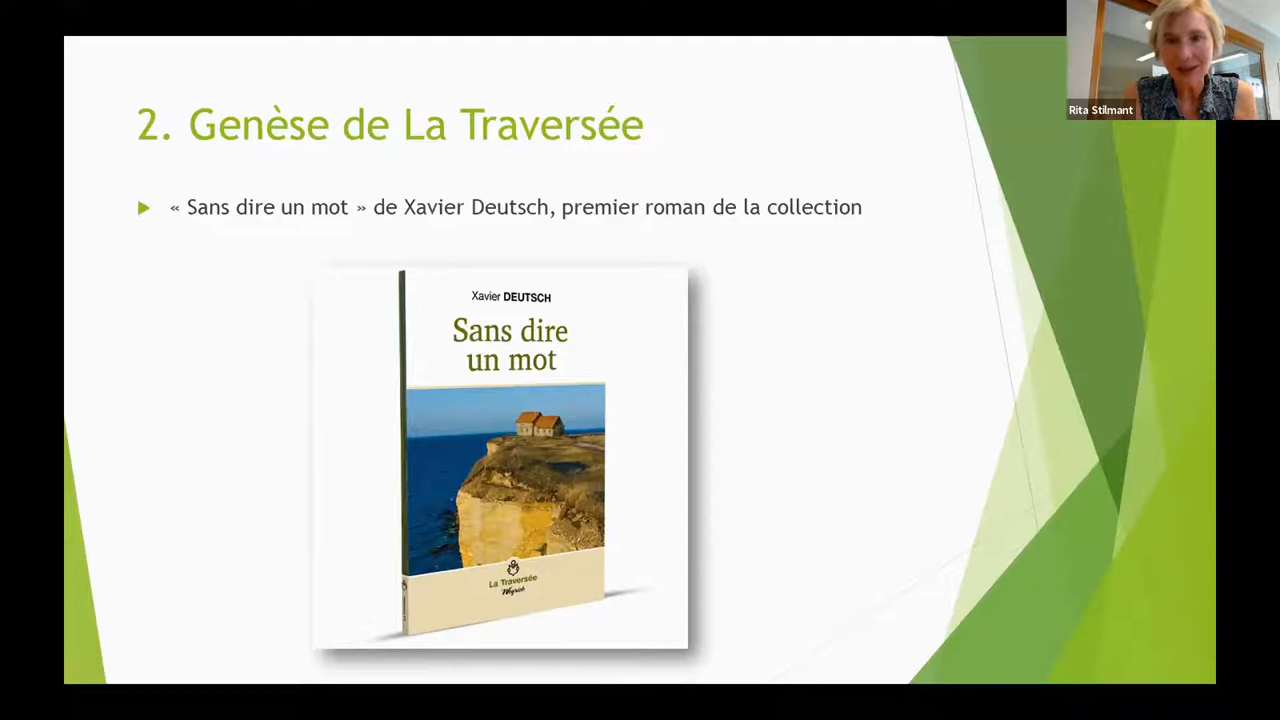 Rita Stilmant
2. Genèse de La Traversée
« Sans dire un mot » de Xavier Deutsch, premier roman de la collection
Xavier DEUTSCH
Sans dire
un mot
La Traversée
Weyrich